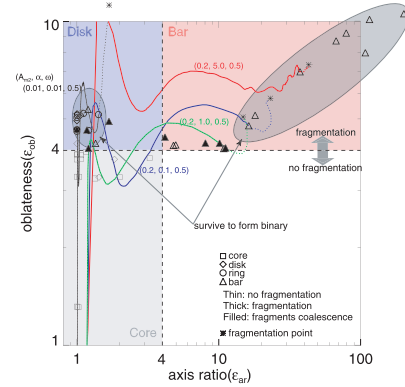 10
Disk
Bar
(A_m2, α, ω)
(0.01, 0.01, 0.5)
(0.2, 5.0, 0.5)
(0.2, 1.0, 0.5)
(0.2, 0.1, 0.5)
fragmentation
no fragmentation
4
oblateness(ε_ob)
survive to form binary
core
disk
ring
bar
Thin: no fragmentation
Thick: fragmentation
Filled: fragments coalescence
fragmentation point
Core
1
1 2 4 10 100
axis ratio(ε_ar)